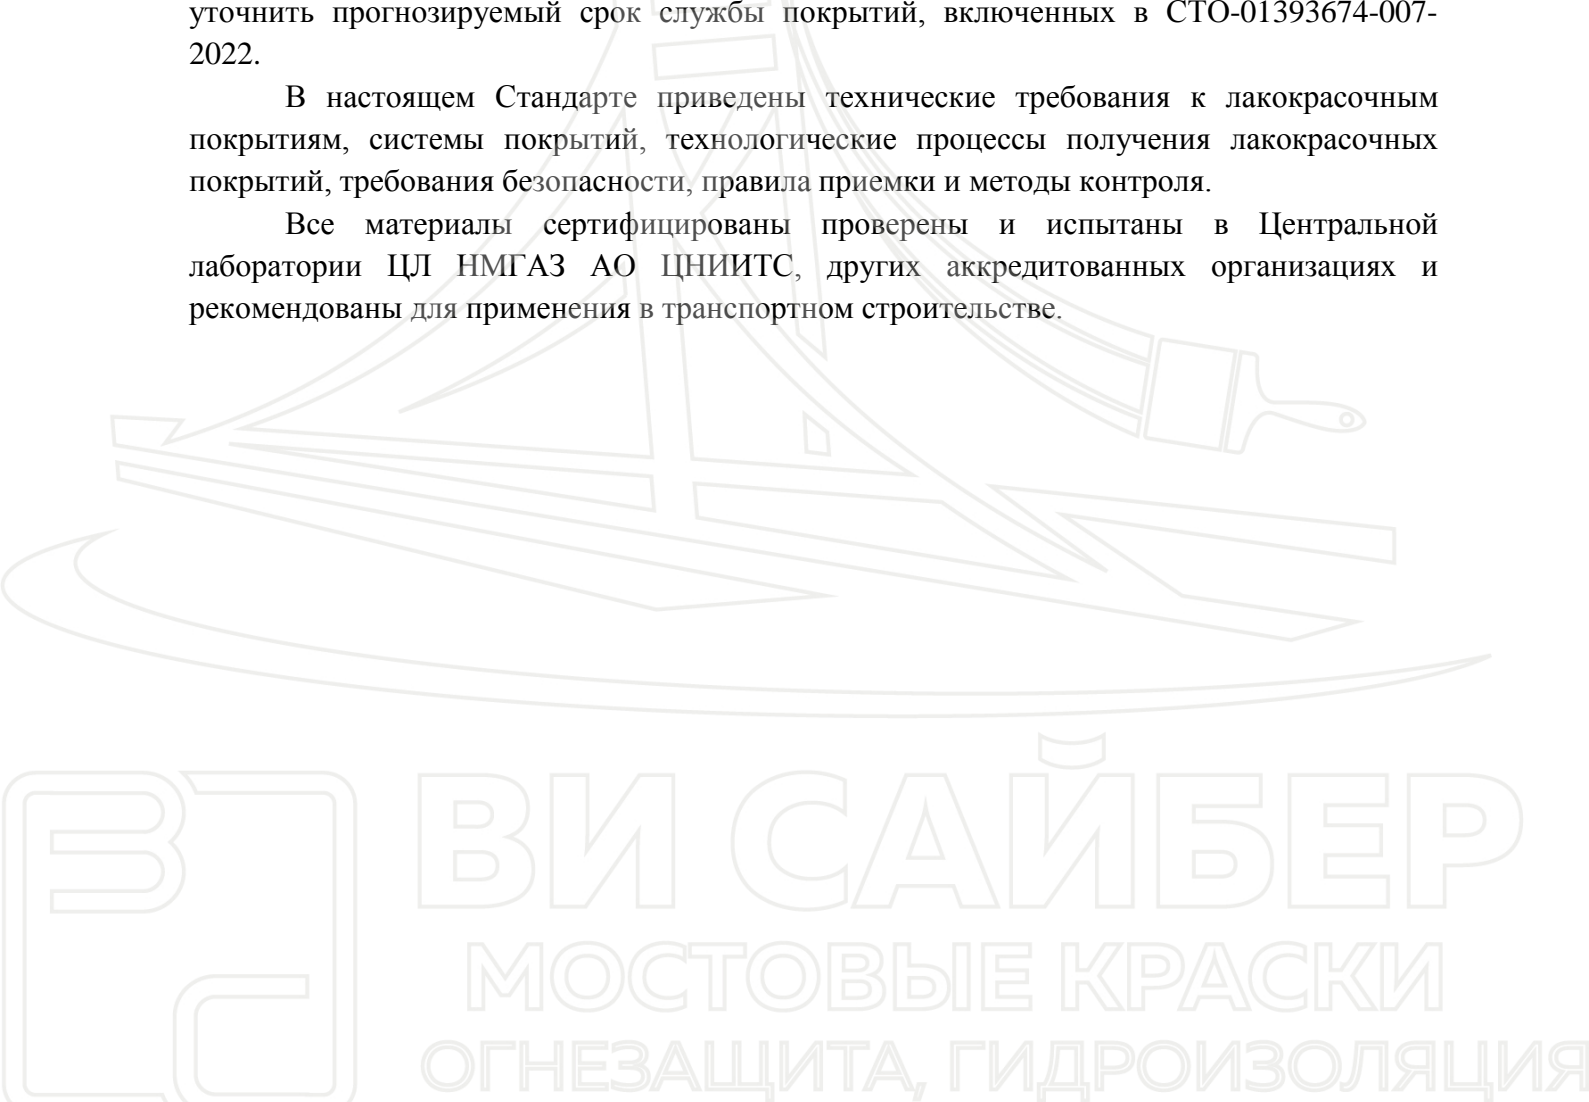 уточнить прогнозируемый срок службы покрытий, включенных в СТО-01393674-007-
2022.
В настоящем Стандарте приведены технические требования к лакокрасочным
покрытиям, системы покрытий, технологические процессы получения лакокрасочных
покрытий, требования безопасности, правила приемки и методы контроля.
Все материалы сертифицированы проверены и испытаны в Центральной
лаборатории ЦЛ НМГАЗ АО ЦНИИТС, других аккредитованных организациях и
рекомендованы для применения в транспортном строительстве.
ВИ САЙБЕР
МОСТОВЫЕ КРАСКИ
ОГНЕЗАЩИТА, ГИДРОИЗОЛЯЦИЯ